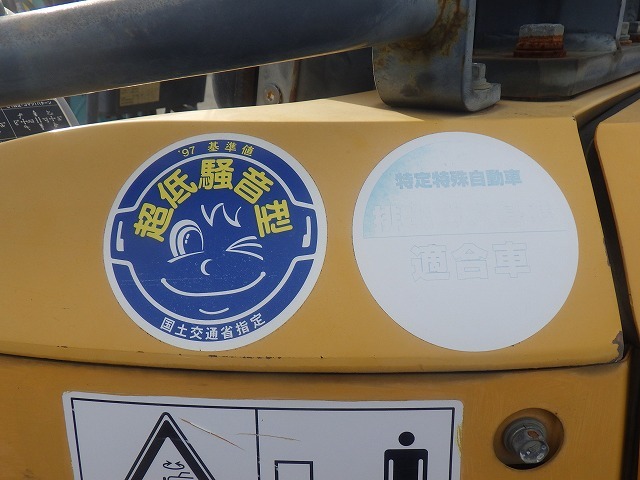 '97 基準値
超低騒音型
国土交通省指定
特定特殊自動車
適合車